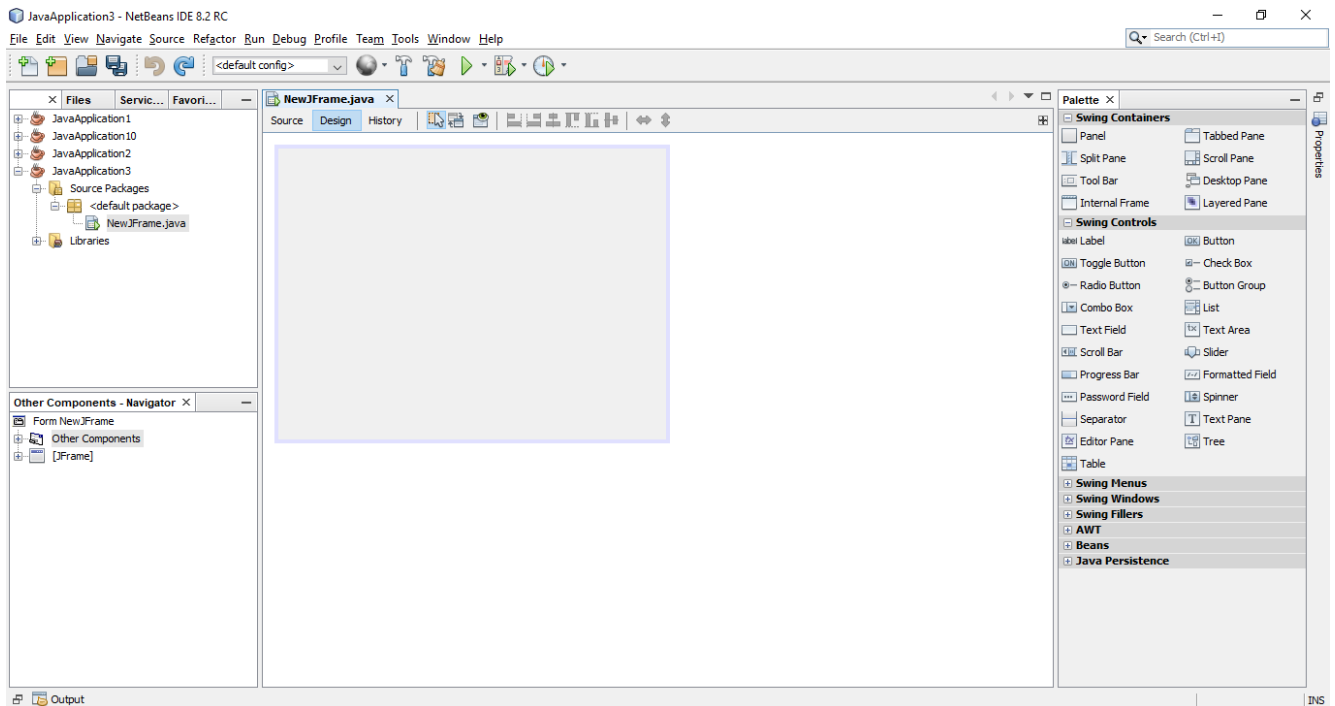 JavaApplication3 - NetBeans IDE 8.2 RC
File Edit View Navigate Source Refactor Run Debug Profile Team Tools Window Help
Search (Ctrl+I)
<default config>
Files Servic... Favori...
JavaApplication1
JavaApplication10
JavaApplication2
JavaApplication3
Source Packages
<default package>
NewJFrame.java
Libraries
Other Components - Navigator
Form NewJFrame
Other Components
[JFrame]
NewJFrame.java
Source Design History
Palette
Swing Containers
Panel Tabbed Pane
Split Pane Scroll Pane
Tool Bar Desktop Pane
Internal Frame Layered Pane
Swing Controls
label Label OK Button
ON Toggle Button Check Box
Radio Button Button Group
Combo Box List
Text Field Text Area
Scroll Bar Slider
Progress Bar Formatted Field
Password Field Spinner
Separator T Text Pane
Editor Pane Tree
Table
Swing Menus
Swing Windows
Swing Fillers
AWT
Beans
Java Persistence
Properties
Output
INS